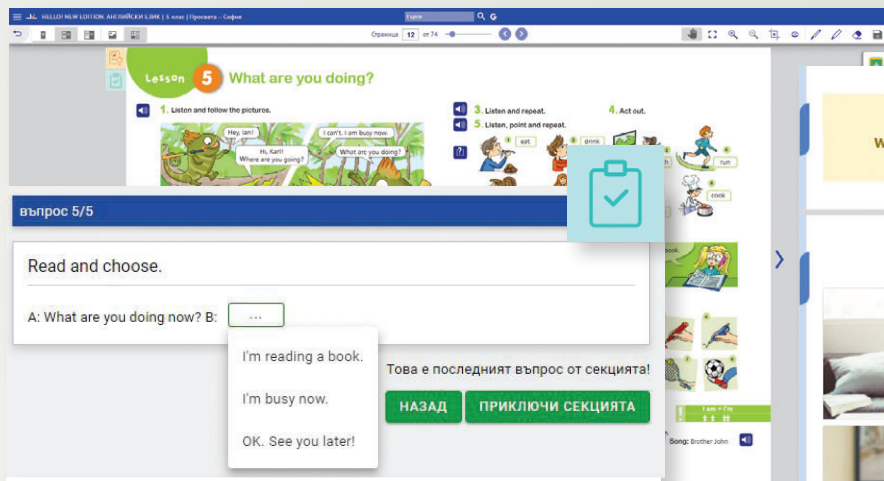 HELLO! NEW EDITION. АНГЛИЙСКИ ЕЗИК | 3. клас | Просвета – София
Търси
Страница 12 от 74
Lesson 5 What are you doing?
1. Listen and follow the pictures.
Hey, Ian!
I can't. I am busy now.
Hi, Karl!
Where are you going?
What are you doing?
3. Listen and repeat.
4. Act out.
5. Listen, point and repeat.
eat
drink
run
cook
book.
въпрос 5/5
Read and choose.
A: What are you doing now? B: ...
I'm reading a book.
I'm busy now.
OK. See you later!
Това е последният въпрос от секцията!
НАЗАД
ПРИКЛЮЧИ СЕКЦИЯТА
I am = I'm
Song: Brother John
W